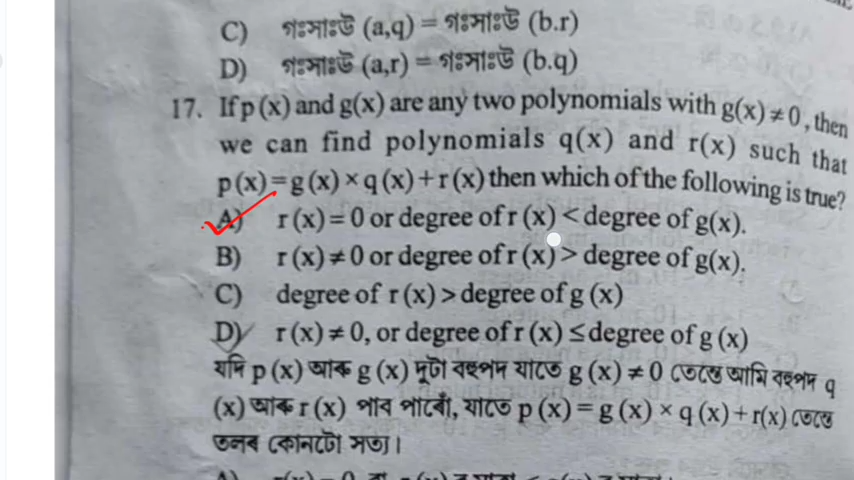 C) গঃসাঃউ (a,q) = গঃসাঃউ (b.r)
D) গঃসাঃউ (a,r) = গঃসাঃউ (b.q)
17. If p (x) and g(x) are any two polynomials with g(x) ≠ 0, then
we can find polynomials q(x) and r(x) such that
p (x) = g (x) × q (x) + r (x) then which of the following is true?
A) r (x) = 0 or degree of r (x) < degree of g(x).
B) r (x) ≠ 0 or degree of r (x) > degree of g(x).
C) degree of r (x) > degree of g (x)
D) r (x) ≠ 0, or degree of r (x) ≤ degree of g (x)
যদি p (x) আৰু g (x) দুটা বহুপদ যাতে g (x) ≠ 0 তেন্তে আমি বহুপদ q
(x) আৰু r (x) পাব পাৰোঁ, যাতে p (x) = g (x) × q (x) + r(x) তেন্তে
তলৰ কোনটো সত্য।